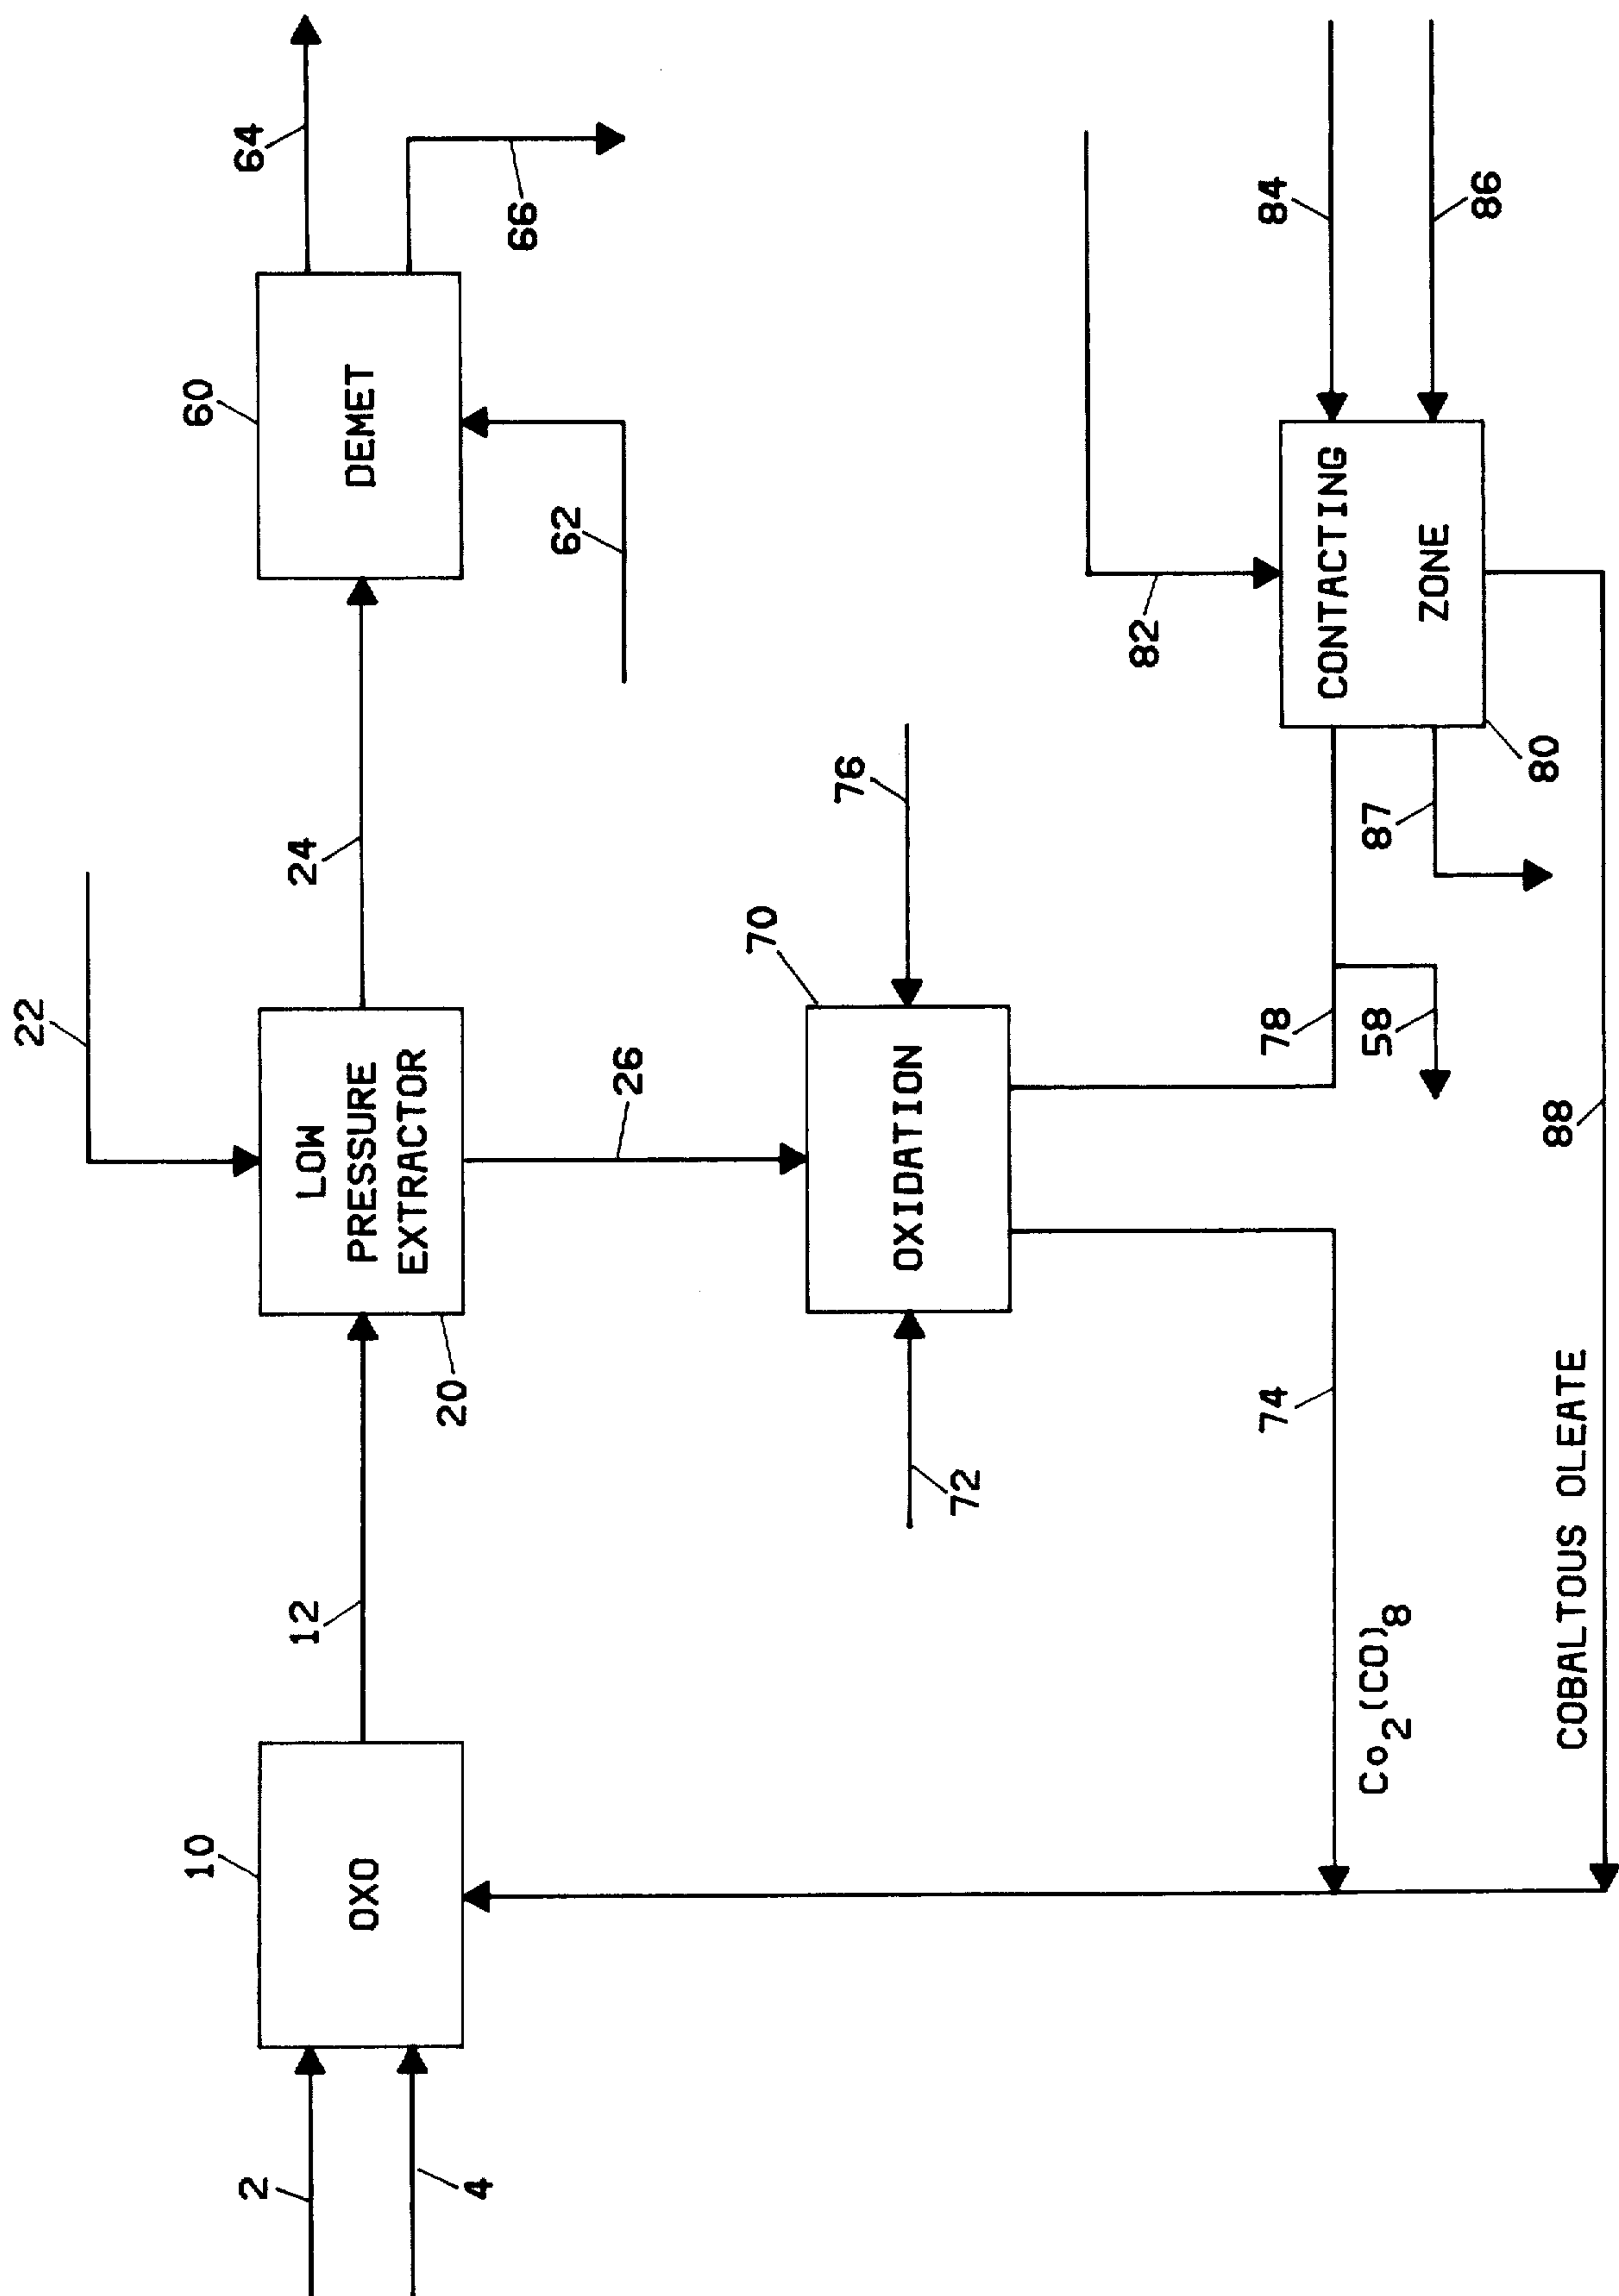 22
64
60
24
10
12
DEMET
LOW
PRESSURE
EXTRACTOR
OXO
2
4
20
62
66
26
70
76
OXIDATION
72
82
84
86
CONTACTING
ZONE
80
78
87
58
74
Co2(CO)8
88
COBALTOUS OLEATE